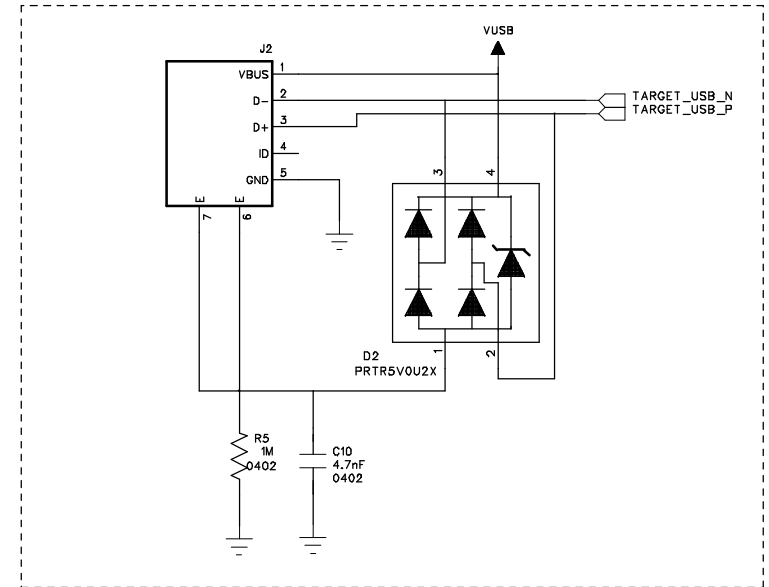 VUSB
J2
VBUS 1
D- 2
TARGET_USB_N
D+ 3
TARGET_USB_P
ID 4
GND 5
3
4
E
E
7
6
1
2
D2
PRTR5V0U2X
R5
1M
0402
C10
4.7nF
0402